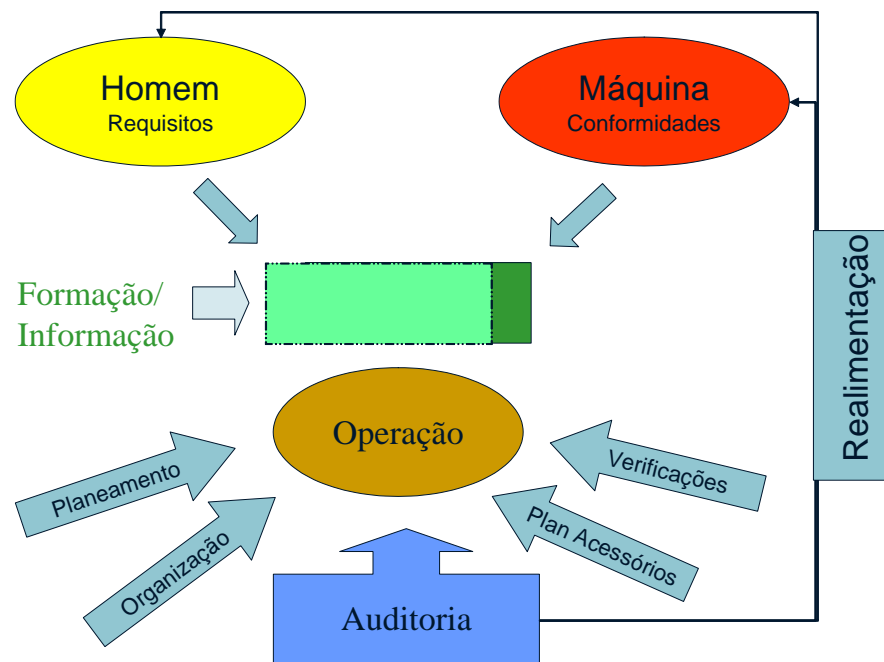 Homem
Requisitos
Máquina
Conformidades
Formação/
Informação
Realimentação
Operação
Planeamento
Organização
Verificações
Plan Acessórios
Auditoria